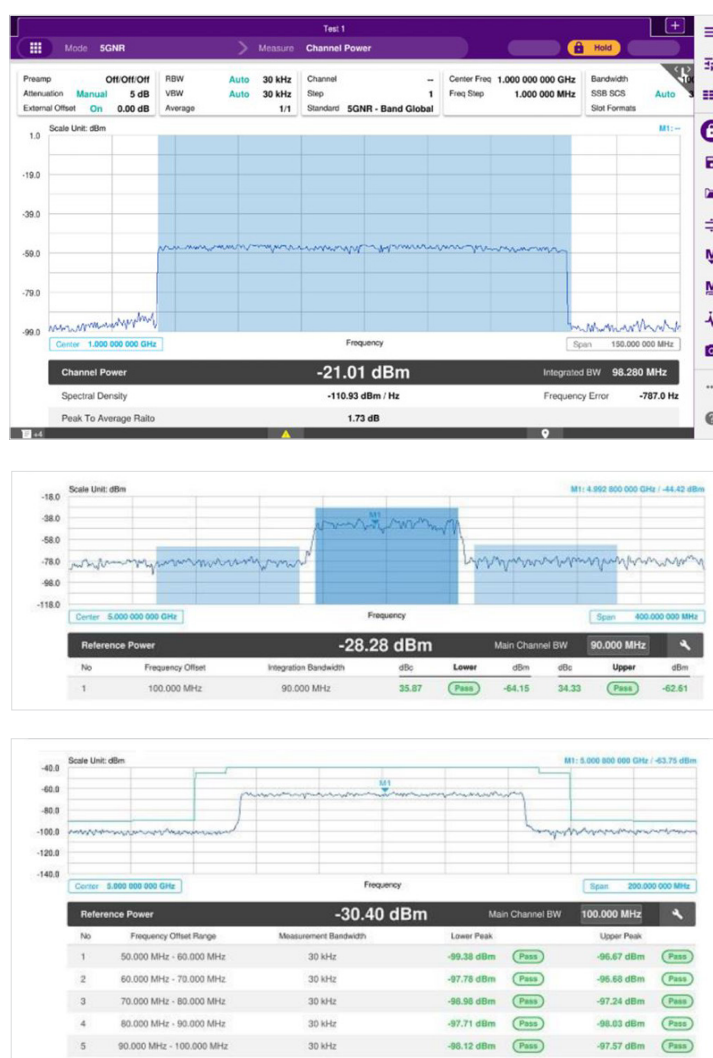 Test 1
Mode 5GNR Measure Channel Power Hold
Preamp Off/Off/Off RBW Auto 30 kHz Channel -- Center Freq 1.000 000 000 GHz Bandwidth
Attenuation Manual 5 dB VBW Auto 30 kHz Step 1 Freq Step 1.000 000 MHz SSB SCS Auto
External Offset On 0.00 dB Average 1/1 Standard 5GNR - Band Global Slot Formats
Scale Unit: dBm M1: --
1.0
-19.0
-39.0
-59.0
-79.0
-99.0
Center 1.000 000 000 GHz Frequency Span 150.000 000 MHz
Channel Power -21.01 dBm Integrated BW 98.280 MHz
Spectral Density -110.93 dBm / Hz Frequency Error -787.0 Hz
Peak To Average Raito 1.73 dB
+4
Scale Unit: dBm M1: 4.992 800 000 GHz / -44.42 dBm
-18.0
-38.0
-58.0
-78.0
-98.0
-118.0
M1
Center 5.000 000 000 GHz Frequency Span 400.000 000 MHz
Reference Power -28.28 dBm Main Channel BW 90.000 MHz
No Frequency Offset Integration Bandwidth dBc Lower dBm dBc Upper dBm
1 100.000 MHz 90.000 MHz 35.87 Pass -64.15 34.33 Pass -62.61
Scale Unit: dBm M1: 5.000 800 000 GHz / -63.75 dBm
-40.0
-60.0
-80.0
-100.0
-120.0
-140.0
M1
Center 5.000 000 000 GHz Frequency Span 200.000 000 MHz
Reference Power -30.40 dBm Main Channel BW 100.000 MHz
No Frequency Offset Range Measurement Bandwidth Lower Peak Upper Peak
1 50.000 MHz - 60.000 MHz 30 kHz -99.38 dBm Pass -96.67 dBm Pass
2 60.000 MHz - 70.000 MHz 30 kHz -97.78 dBm Pass -96.68 dBm Pass
3 70.000 MHz - 80.000 MHz 30 kHz -98.98 dBm Pass -97.24 dBm Pass
4 80.000 MHz - 90.000 MHz 30 kHz -97.71 dBm Pass -98.03 dBm Pass
5 90.000 MHz - 100.000 MHz 30 kHz -98.12 dBm Pass -97.57 dBm Pass